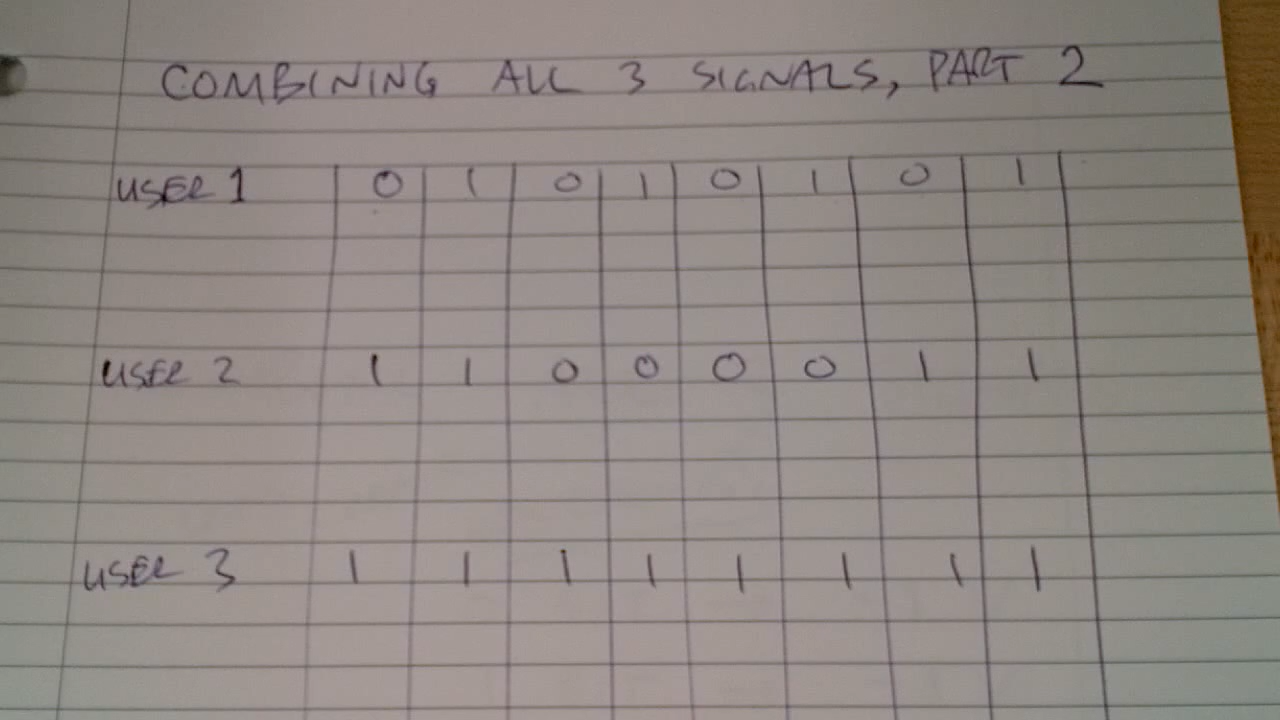 COMBINING ALL 3 SIGNALS, PART 2
USER 1 0 1 0 1 0 1 0 1
USER 2 1 1 0 0 0 0 1 1
USER 3 1 1 1 1 1 1 1 1